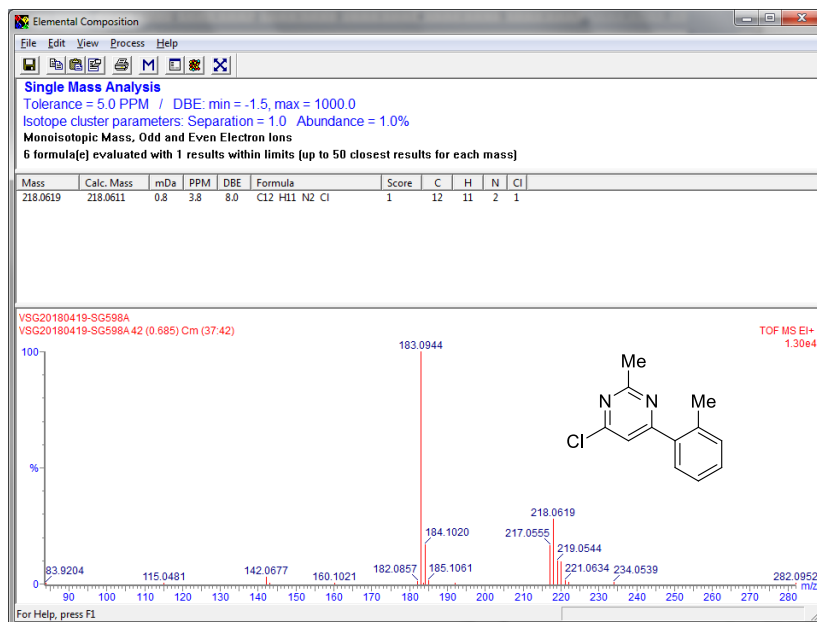 Elemental Composition
File Edit View Process Help
M
Single Mass Analysis
Tolerance = 5.0 PPM / DBE: min = -1.5, max = 1000.0
Isotope cluster parameters: Separation = 1.0 Abundance = 1.0%
Monoisotopic Mass, Odd and Even Electron Ions
6 formula(e) evaluated with 1 results within limits (up to 50 closest results for each mass)
Mass Calc. Mass mDa PPM DBE Formula Score C H N Cl
218.0619 218.0611 0.8 3.8 8.0 C12 H11 N2 Cl 1 12 11 2 1
VSG20180419-SG598A
VSG20180419-SG598A 42 (0.685) Cm (37:42) TOF MS EI+
1.30e4
100
183.0944
Me
Me
N N
Cl
%
218.0619
184.1020 217.0555
219.0544
83.9204 115.0481 142.0677 160.1021 182.0857 185.1061 221.0634 234.0539 282.0952
0 m/z
90 100 110 120 130 140 150 160 170 180 190 200 210 220 230 240 250 260 270 280
For Help, press F1